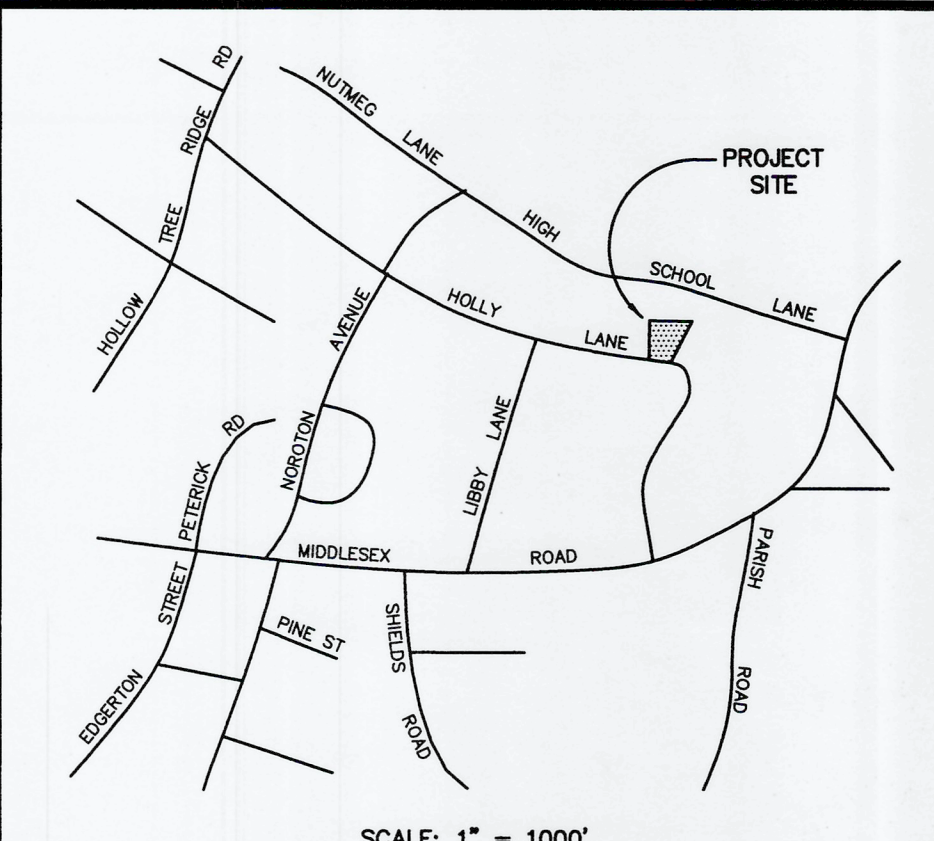 HOLLOW TREE RIDGE RD
NUTMEG LANE
PROJECT
SITE
HIGH SCHOOL LANE
HOLLY LANE
NOROTON AVENUE
LIBBY LANE
PETERICK RD
MIDDLESEX ROAD
EDGERTON STREET
PINE ST
SHIELDS ROAD
PARISH ROAD
SCALE: 1" = 1000'